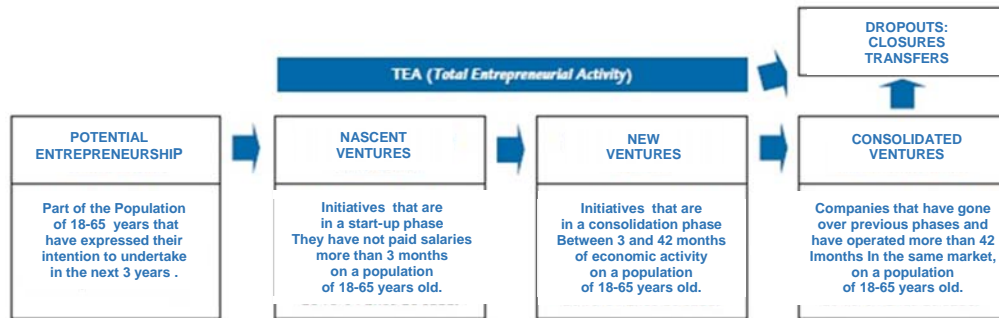 DROPOUTS:
CLOSURES
TRANSFERS
TEA (Total Entrepreneurial Activity)
POTENTIAL
ENTREPRENEURSHIP
Part of the Population
of 18-65 years that
have expressed their
intention to undertake
in the next 3 years .
NASCENT
VENTURES
Initiatives that are
in a start-up phase
They have not paid salaries
more than 3 months
on a population
of 18-65 years old.
NEW
VENTURES
Initiatives that are
in a consolidation phase
Between 3 and 42 months
of economic activity
on a population
of 18-65 years old.
CONSOLIDATED
VENTURES
Companies that have gone
over previous phases and
have operated more than 42
lmonths In the same market,
on a population
of 18-65 years old.